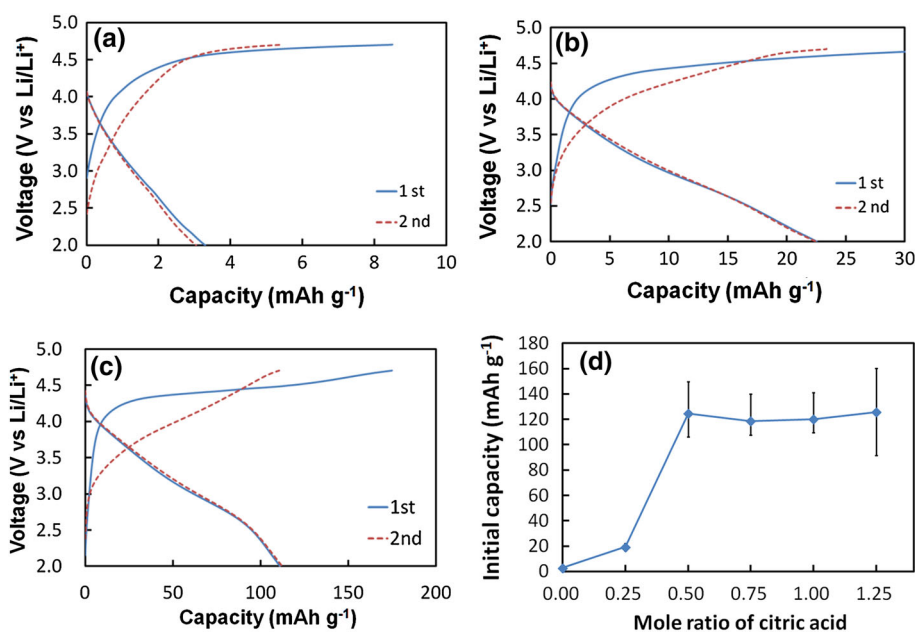 (a)
Voltage (V vs Li/Li⁺)
5.0
4.5
4.0
3.5
3.0
2.5
2.0
1 st
2 nd
0 2 4 6 8 10
Capacity (mAh g⁻¹)
(b)
Voltage (V vs Li/Li⁺)
5.0
4.5
4.0
3.5
3.0
2.5
2.0
1 st
2 nd
0 5 10 15 20 25 30
Capacity (mAh g⁻¹)
(c)
Voltage (V vs Li/Li⁺)
5.0
4.5
4.0
3.5
3.0
2.5
2.0
1st
2nd
0 50 100 150 200
Capacity (mAh g⁻¹)
(d)
Initial capacity (mAh g⁻¹)
180
160
140
120
100
80
60
40
20
0
0.00 0.25 0.50 0.75 1.00 1.25
Mole ratio of citric acid